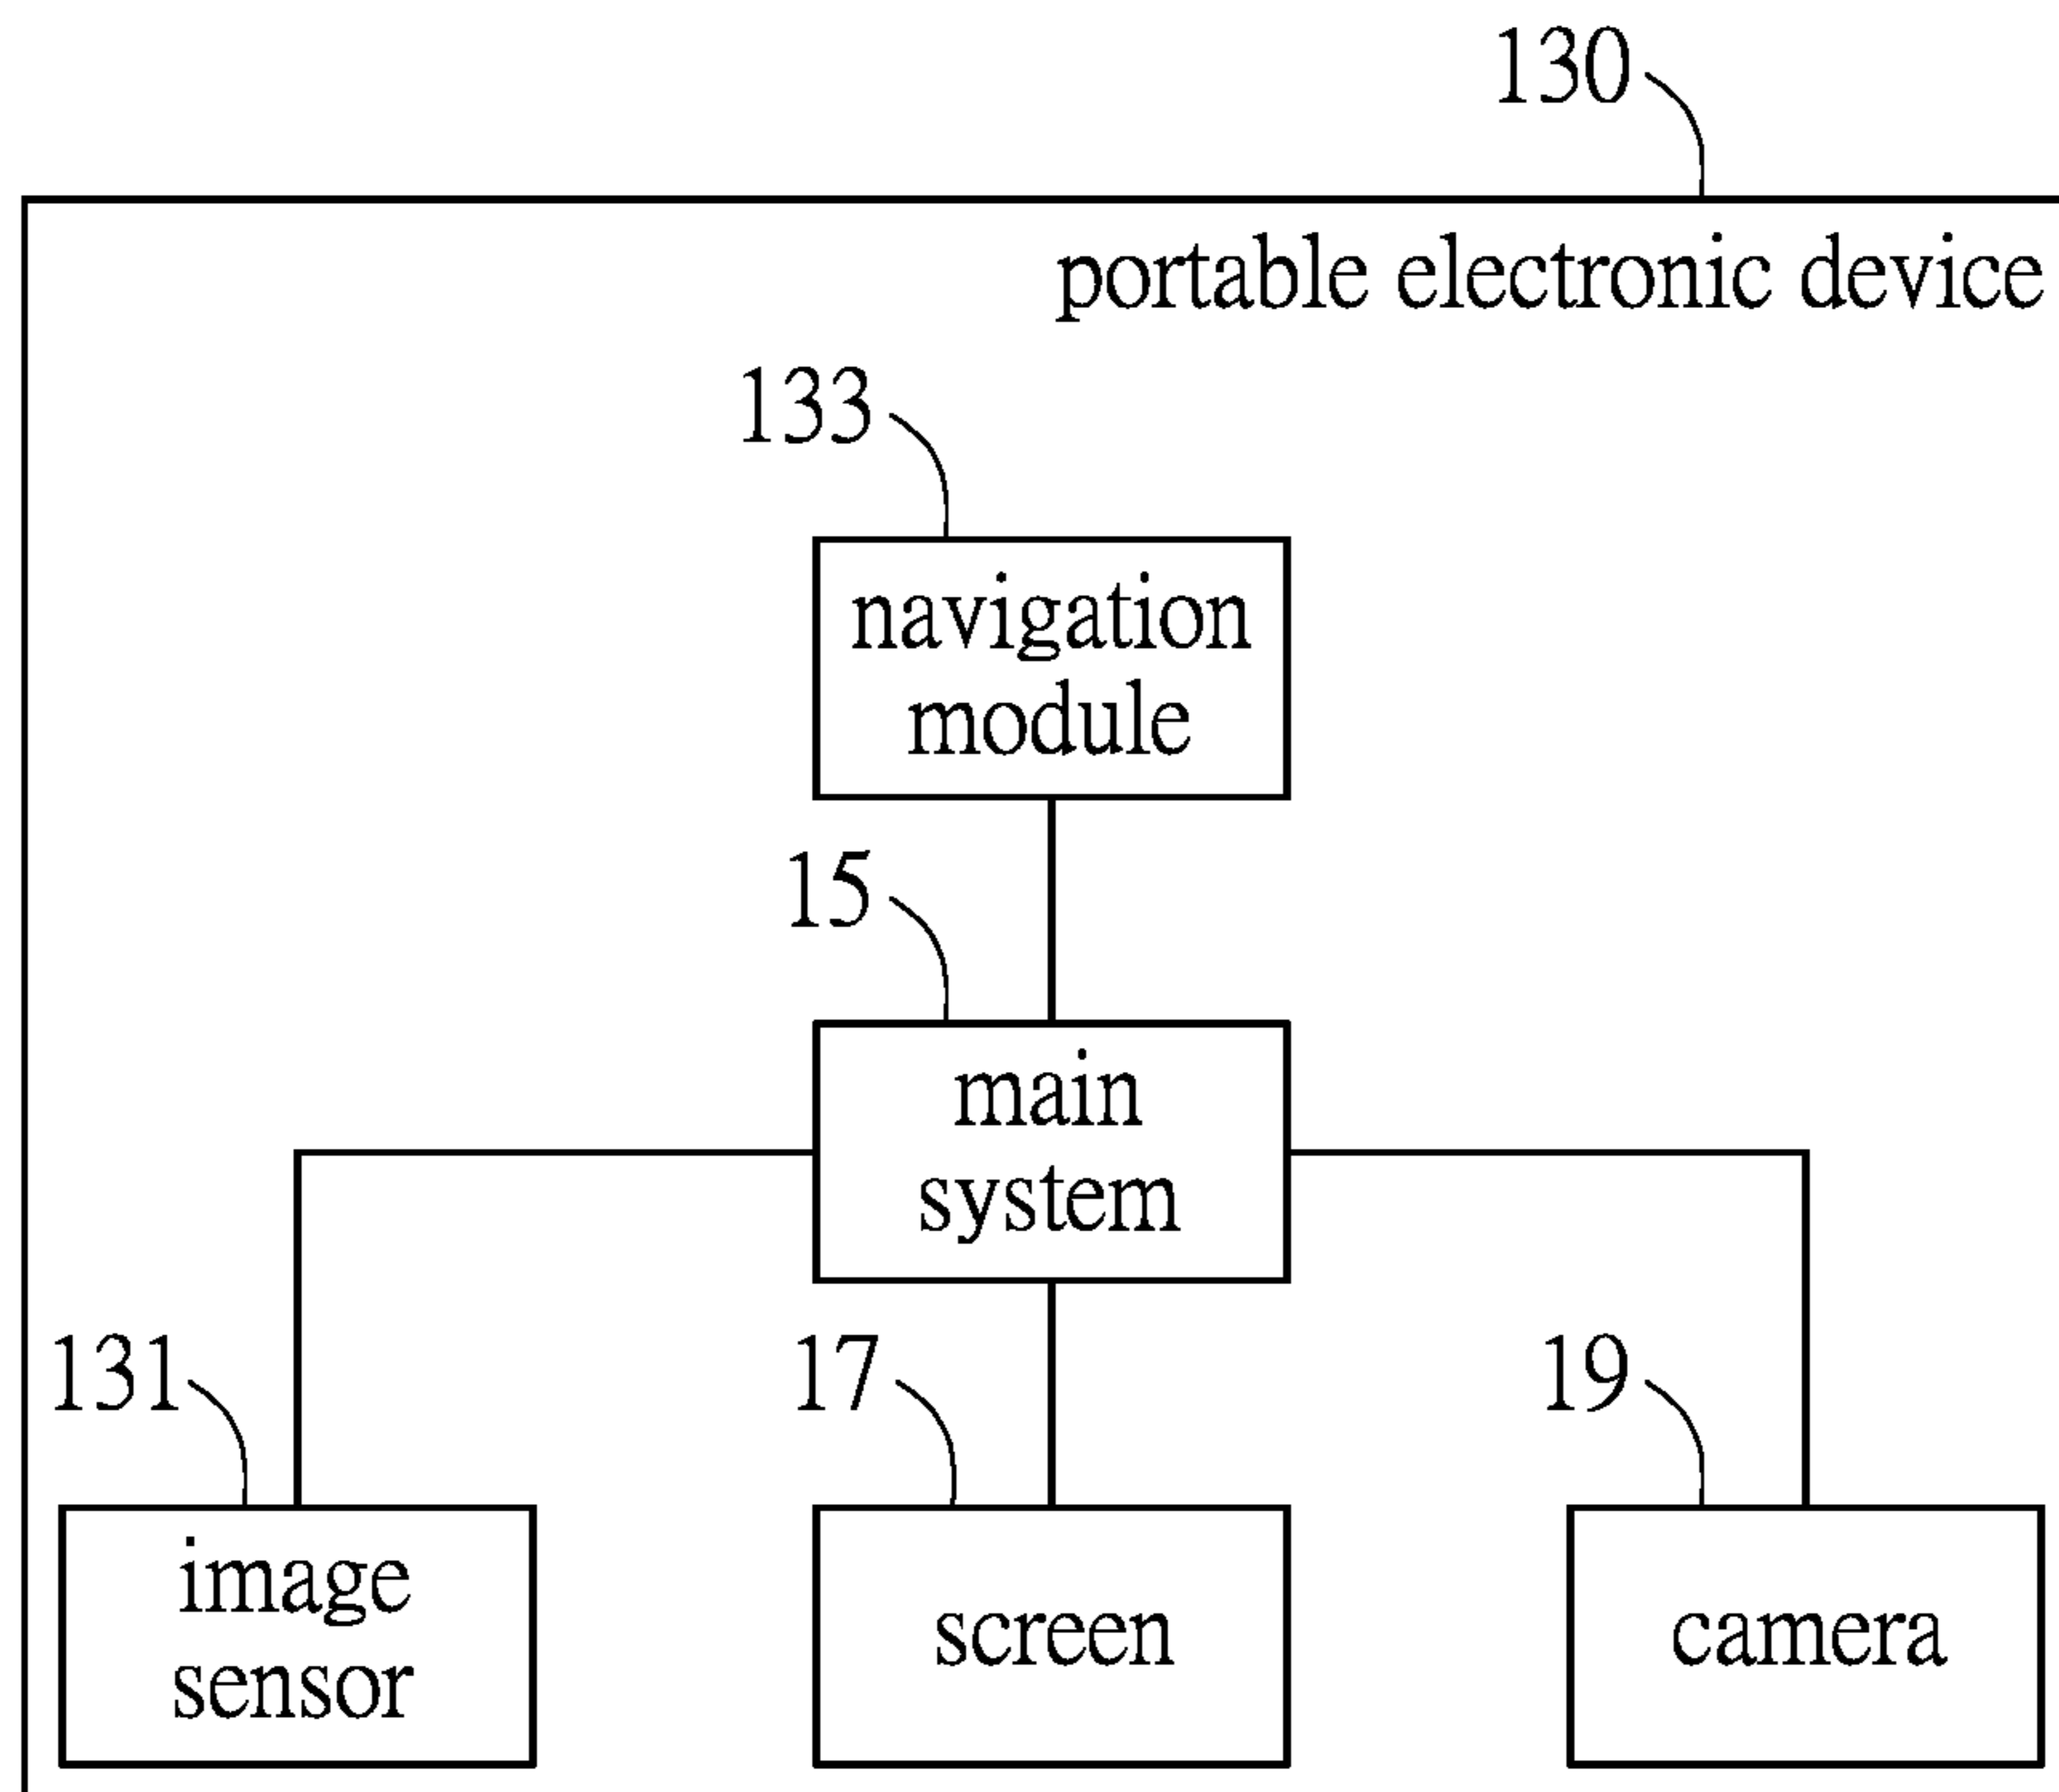 130
portable electronic device
133
navigation
module
15
main
system
131
17
19
image
sensor
screen
camera